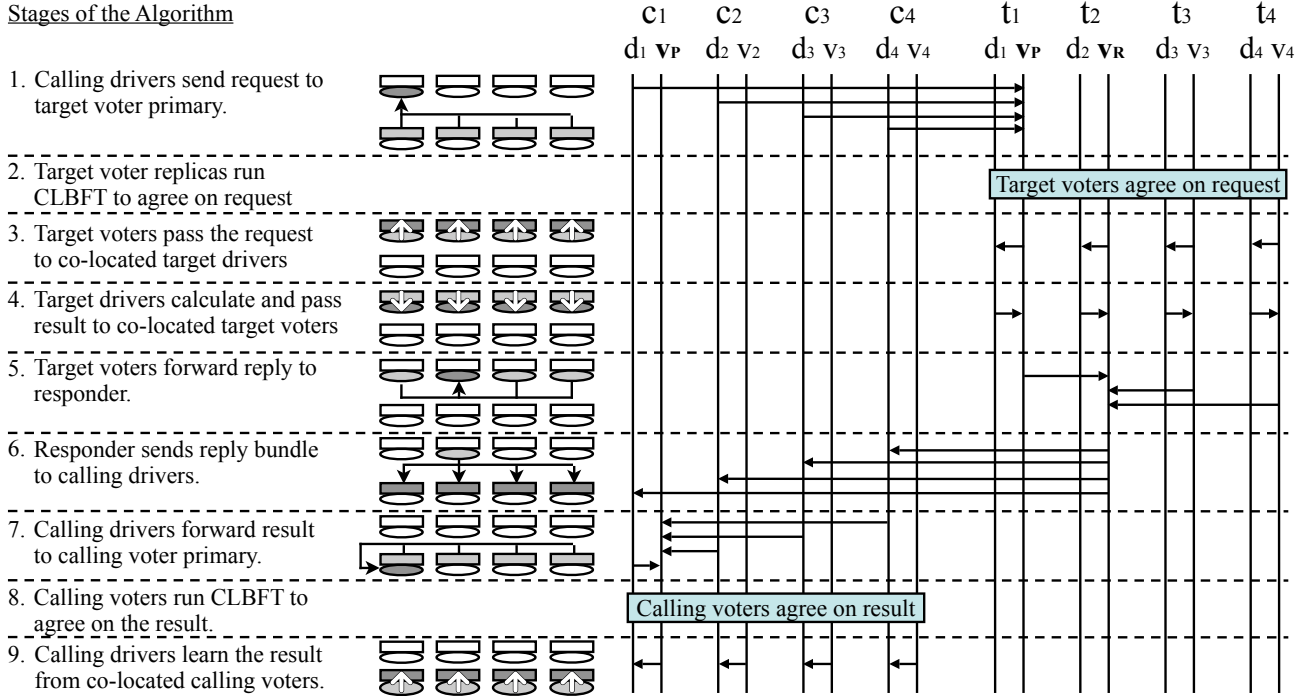 Stages of the Algorithm
c1 c2 c3 c4 t1 t2 t3 t4
d1 vP d2 v2 d3 v3 d4 v4 d1 vP d2 vR d3 v3 d4 v4
1. Calling drivers send request to
target voter primary.
2. Target voter replicas run
CLBFT to agree on request
Target voters agree on request
3. Target voters pass the request
to co-located target drivers
4. Target drivers calculate and pass
result to co-located target voters
5. Target voters forward reply to
responder.
6. Responder sends reply bundle
to calling drivers.
7. Calling drivers forward result
to calling voter primary.
8. Calling voters run CLBFT to
agree on the result.
Calling voters agree on result
9. Calling drivers learn the result
from co-located calling voters.